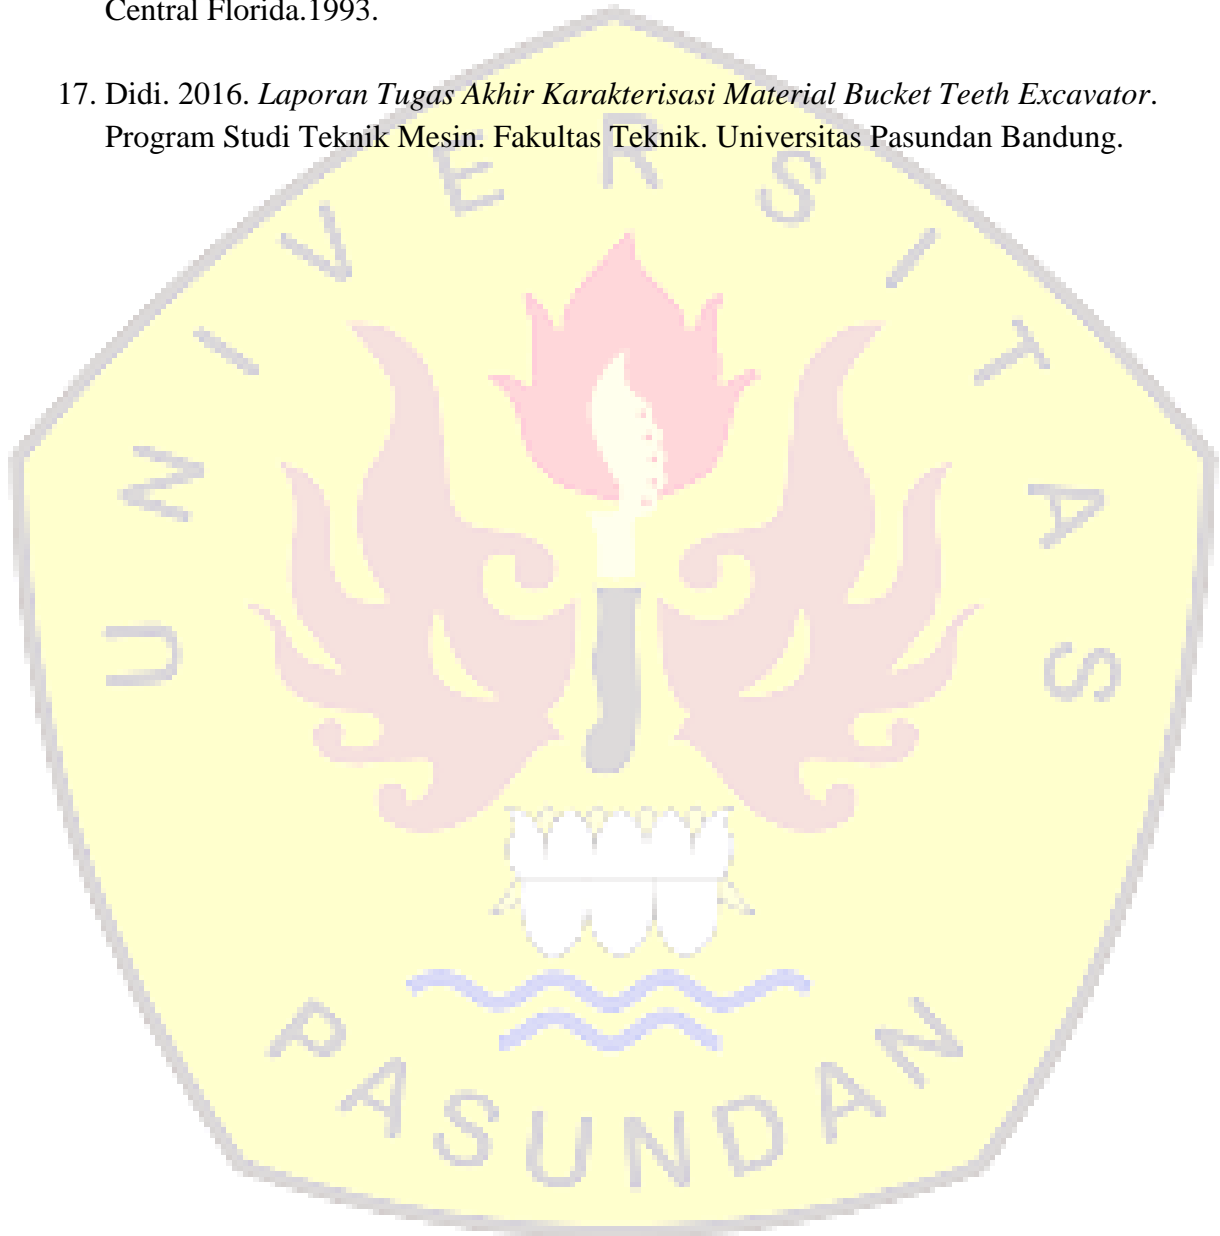 Central Florida.1993.
17. Didi. 2016. Laporan Tugas Akhir Karakterisasi Material Bucket Teeth Excavator.
Program Studi Teknik Mesin. Fakultas Teknik. Universitas Pasundan Bandung.
UNIVERSITAS
PASUNDAN